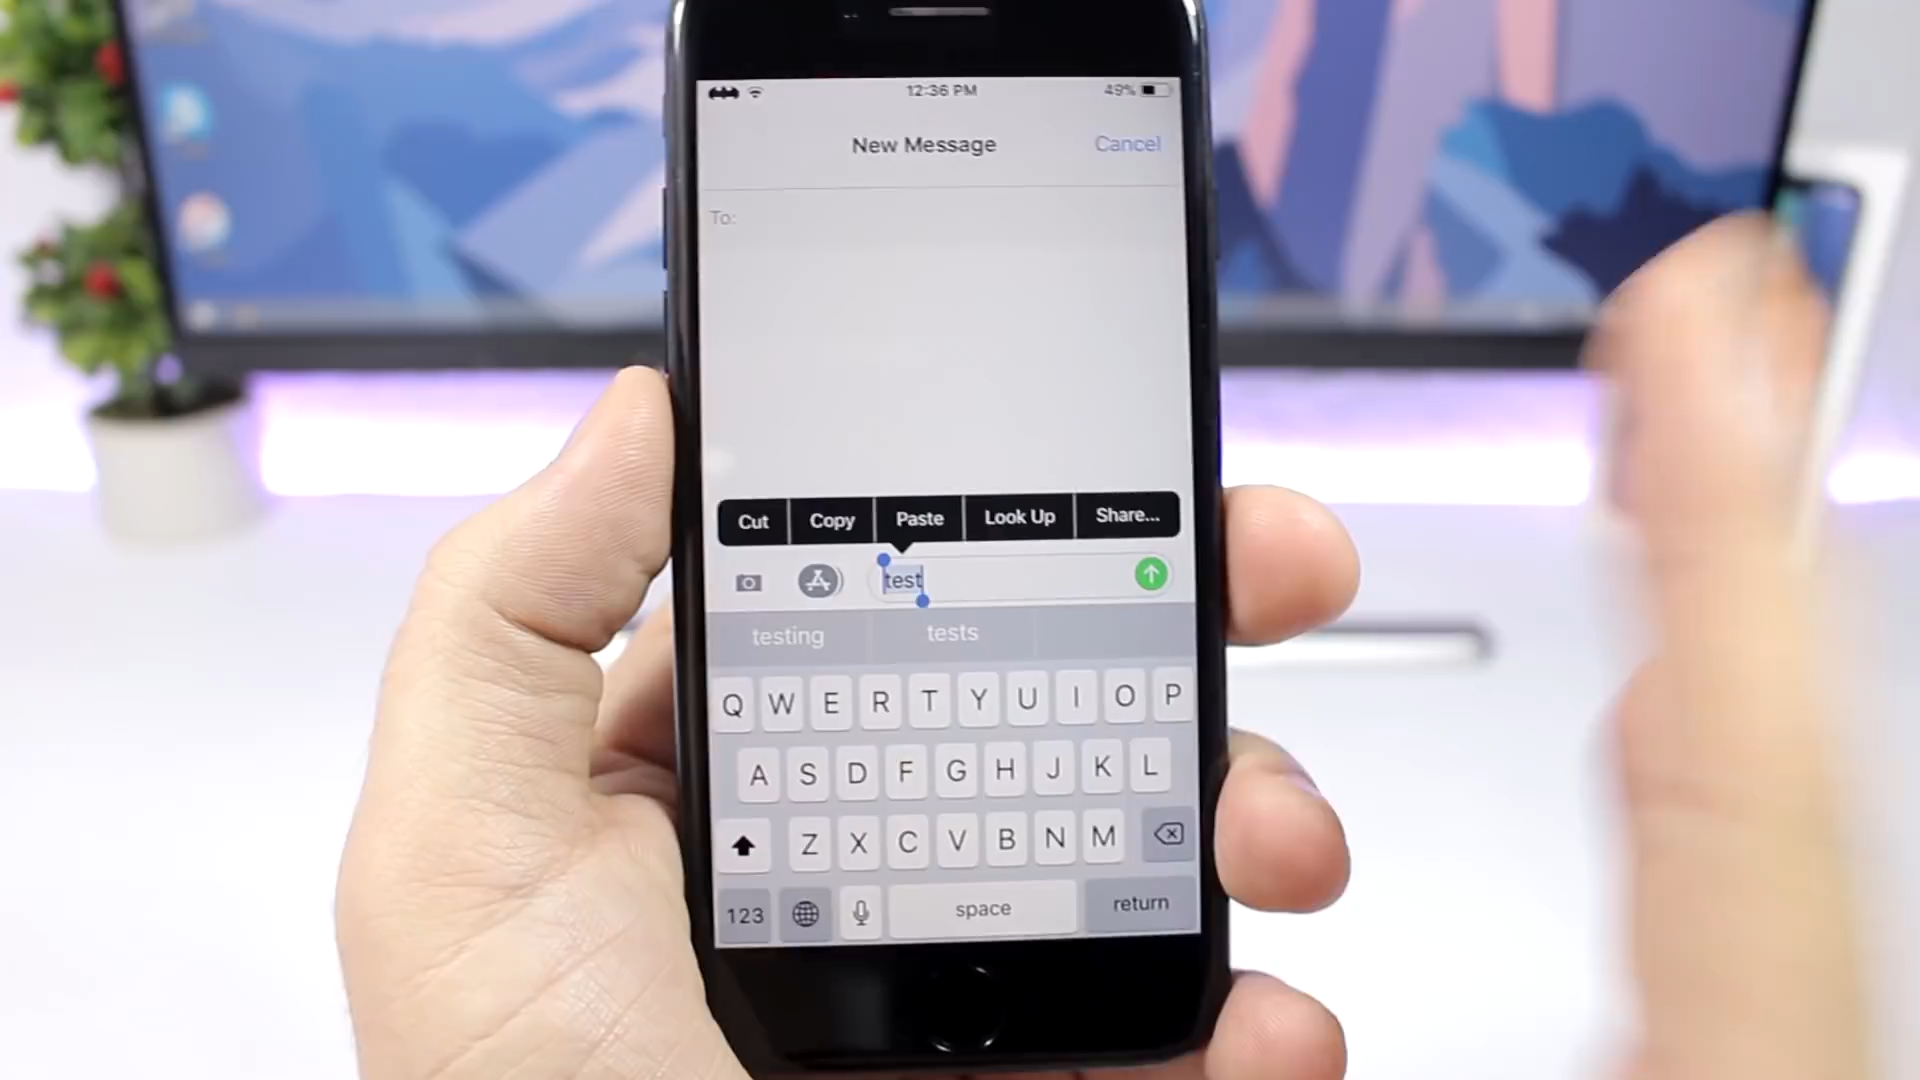 12:36 PM 49%
New Message Cancel
To:
Cut Copy Paste Look Up Share...
test
testing tests
Q W E R T Y U I O P
A S D F G H J K L
Z X C V B N M
123 space return